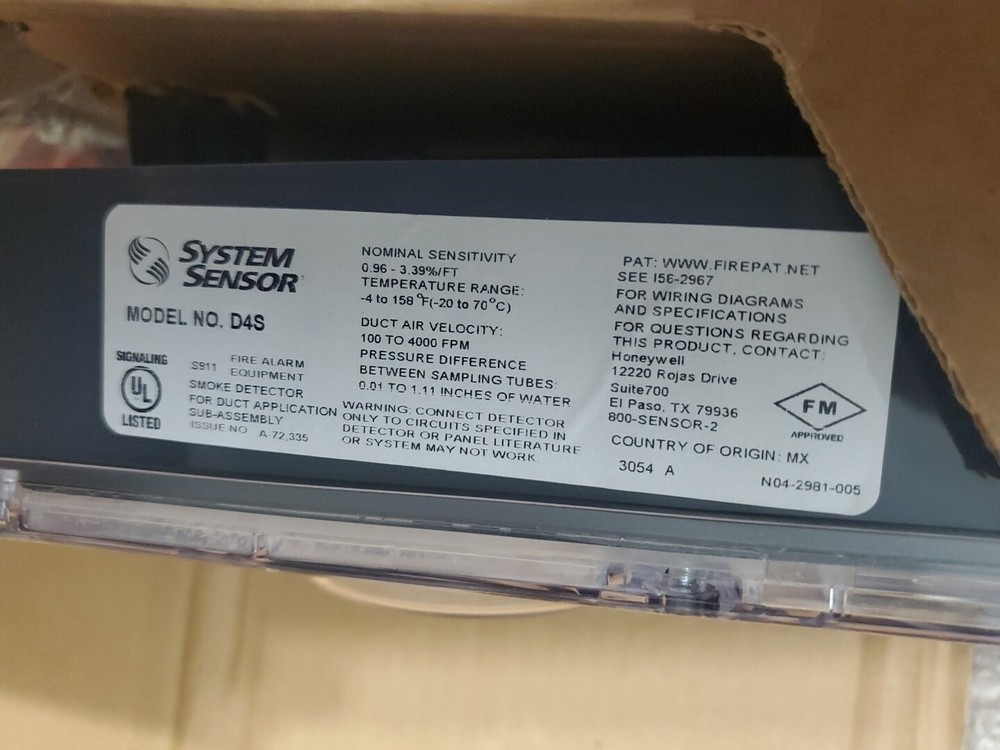 SYSTEM
SENSOR
MODEL NO. D4S
SIGNALING
UL
LISTED
S911
FIRE ALARM
EQUIPMENT
SMOKE DETECTOR
FOR DUCT APPLICATION
SUB-ASSEMBLY
ISSUE NO A-72,335
NOMINAL SENSITIVITY
0.96 - 3.39%/FT
TEMPERATURE RANGE:
-4 to 158 °F(-20 to 70°C)
DUCT AIR VELOCITY:
100 TO 4000 FPM
PRESSURE DIFFERENCE
BETWEEN SAMPLING TUBES:
0.01 TO 1.11 INCHES OF WATER
WARNING: CONNECT DETECTOR
ONLY TO CIRCUITS SPECIFIED IN
DETECTOR OR PANEL LITERATURE
OR SYSTEM MAY NOT WORK.
PAT: WWW.FIREPAT.NET
SEE I56-2967
FOR WIRING DIAGRAMS
AND SPECIFICATIONS
FOR QUESTIONS REGARDING
THIS PRODUCT, CONTACT:
Honeywell
12220 Rojas Drive
Suite700
El Paso, TX 79936
800-SENSOR-2
FM
APPROVED
COUNTRY OF ORIGIN: MX
3054 A
N04-2981-005